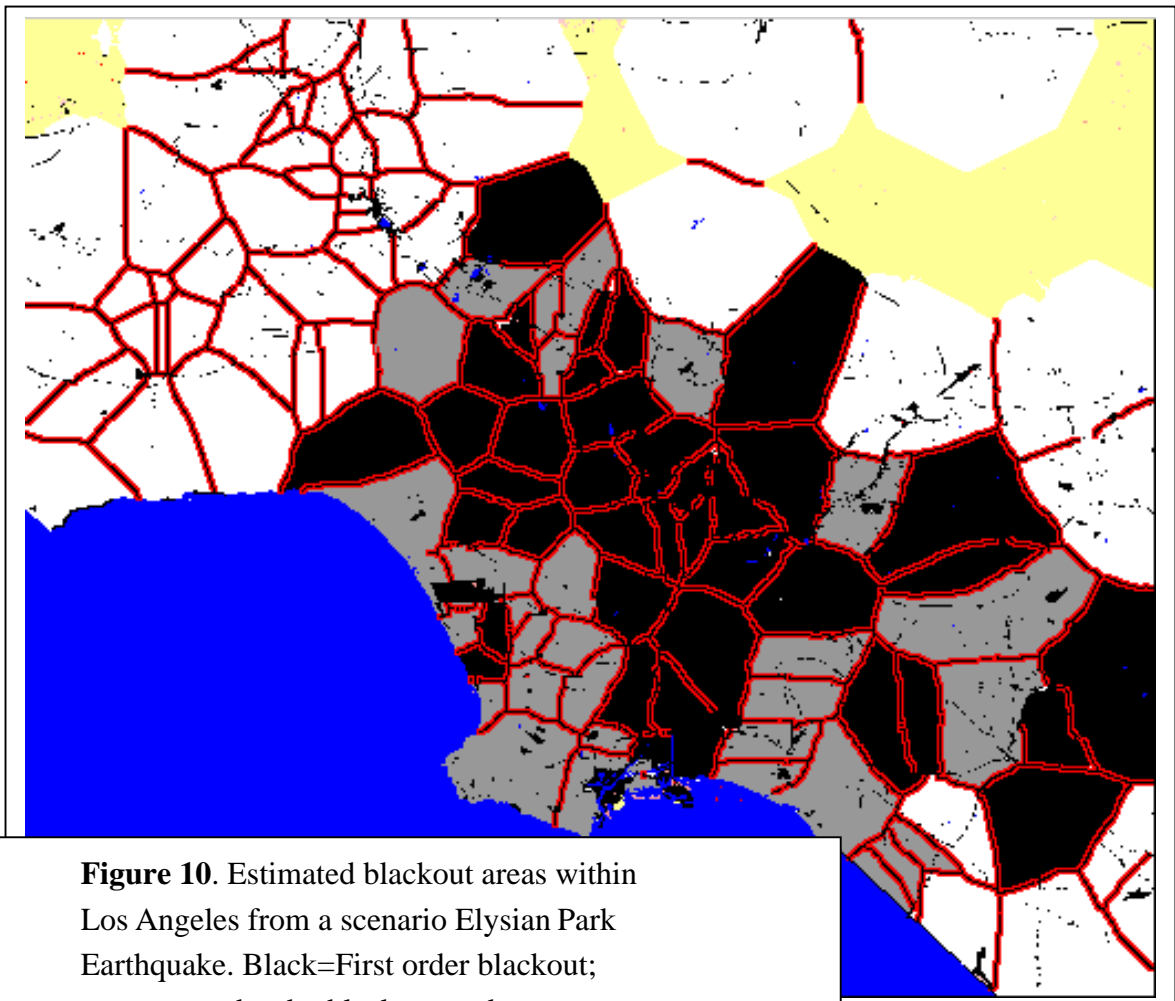 Figure 10. Estimated blackout areas within
Los Angeles from a scenario Elysian Park
Earthquake. Black=First order blackout;